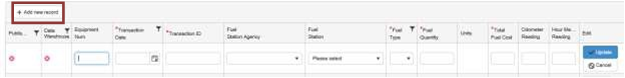 + Add new record
Public... Data Warehouse Equipment Num *Transaction Date *Transaction ID Fuel Station Agency Fuel Station *Fuel Type *Fuel Quantity Units *Total Fuel Cost Odometer Reading Hour Me... Reading Edit
Please select Update
Cancel